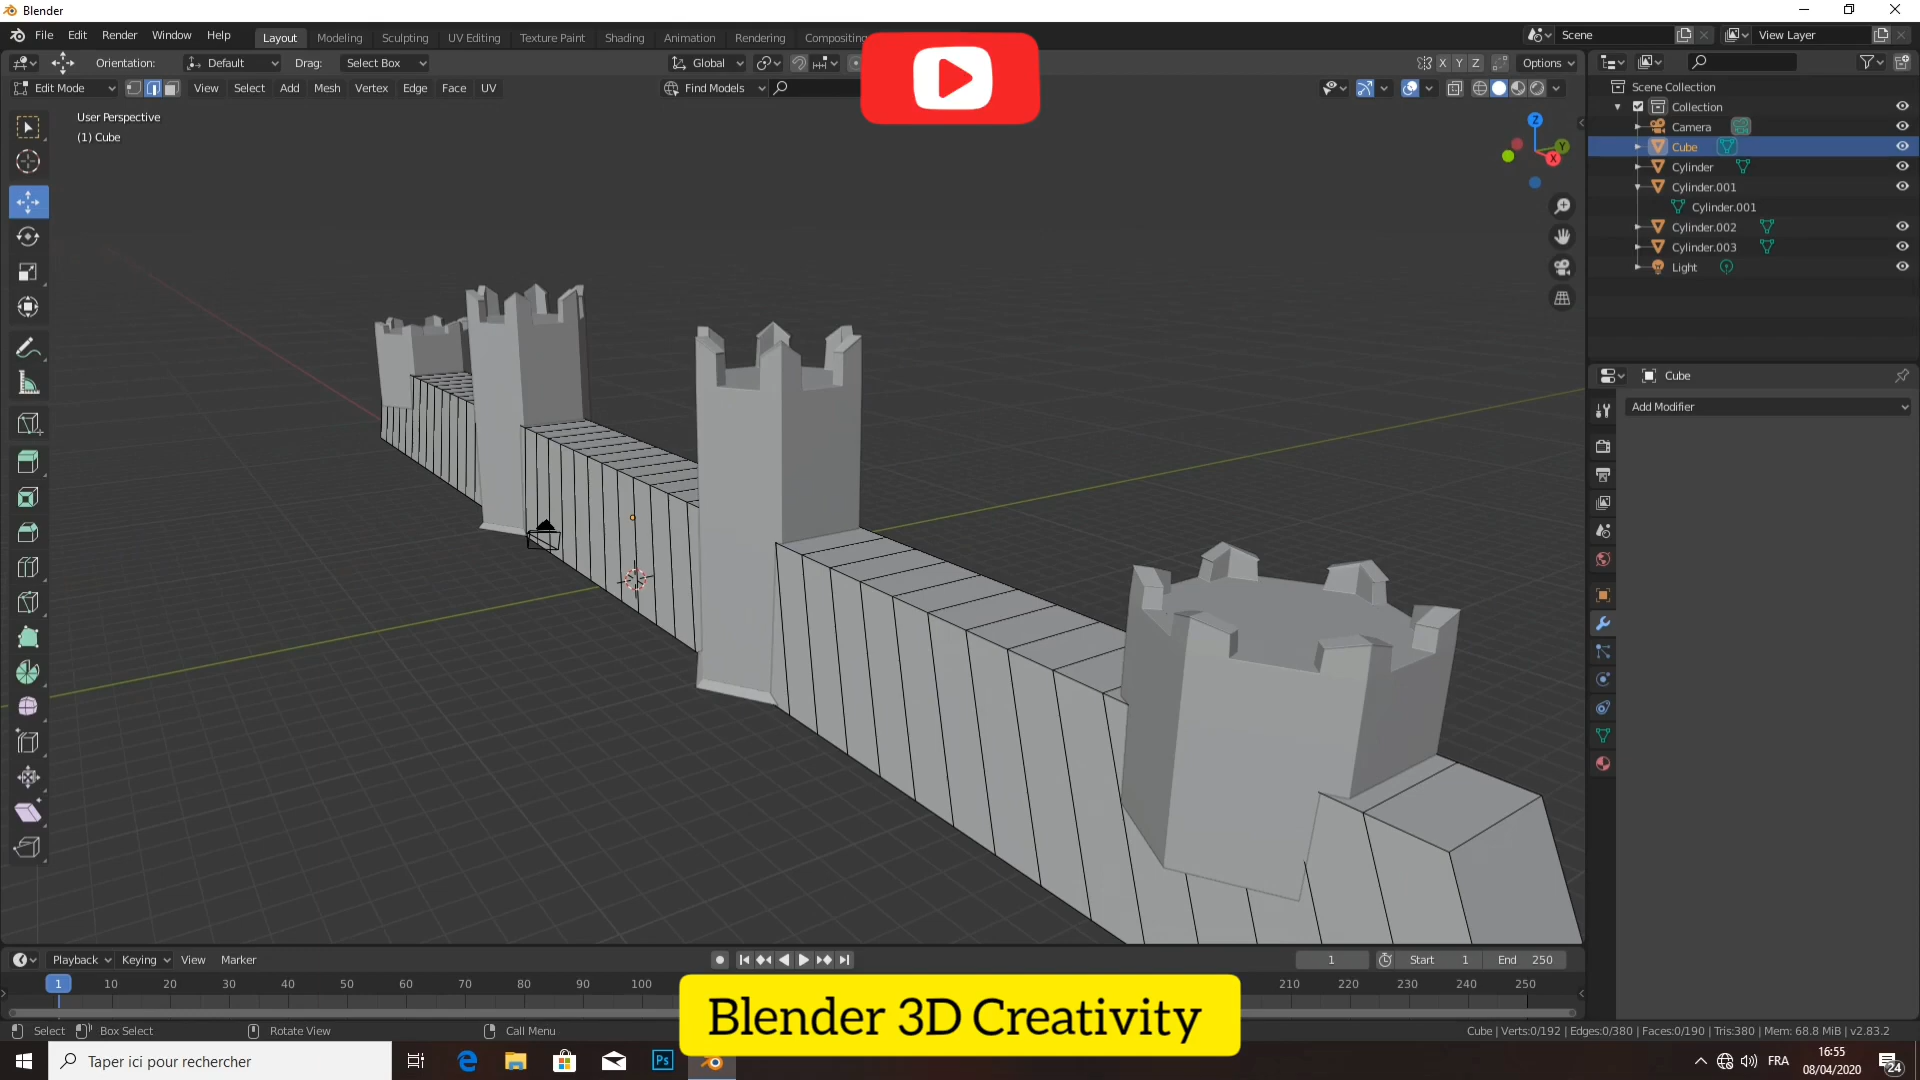 Blender
File Edit Render Window Help Layout Modeling Sculpting UV Editing Texture Paint Shading Animation Rendering Compositing Scene View Layer
Orientation: Default Drag: Select Box Global X Y Z Options
Edit Mode View Select Add Mesh Vertex Edge Face UV Find Models
User Perspective
(1) Cube
Z
Y
X
Scene Collection
Collection
Camera
Cube
Cylinder
Cylinder.001
Cylinder.001
Cylinder.002
Cylinder.003
Light
Cube
Add Modifier
Playback Keying View Marker 1 Start 1 End 250
1 10 20 30 40 50 60 70 80 90 100 210 220 230 240 250
Blender 3D Creativity
Select Box Select Rotate View Call Menu Cube | Verts:0/192 | Edges:0/380 | Faces:0/190 | Tris:380 | Mem: 68.8 MiB | v2.83.2
Taper ici pour rechercher Ps FRA 16:55
08/04/2020 24